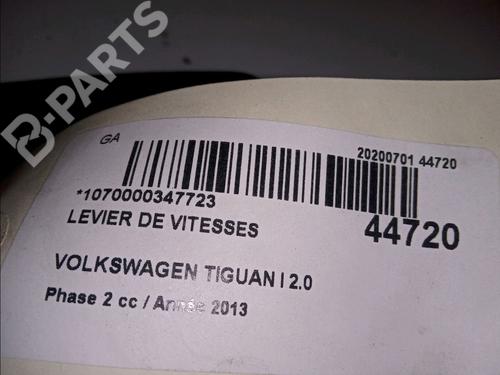 B-PARTS
GA
20200701 44720
*1070000347723
LEVIER DE VITESSES
44720
VOLKSWAGEN TIGUAN I 2.0
Phase 2 cc / Année 2013